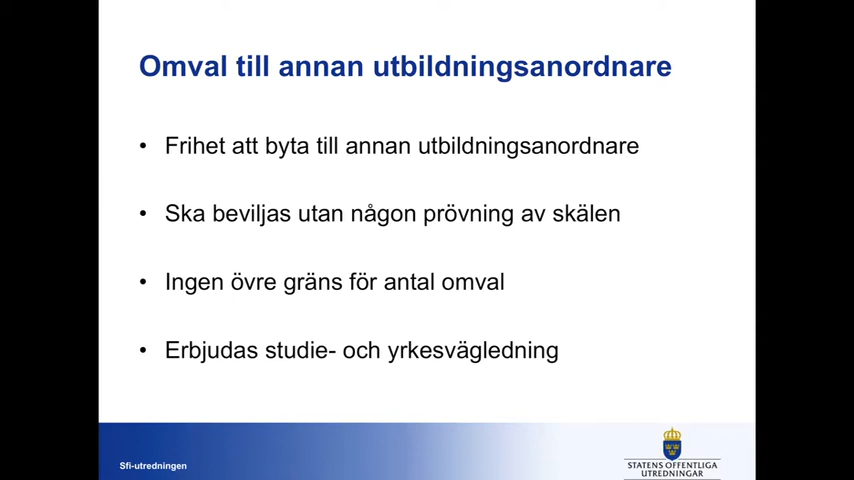 Omval till annan utbildningsanordnare
• Frihet att byta till annan utbildningsanordnare
• Ska beviljas utan någon prövning av skälen
• Ingen övre gräns för antal omval
• Erbjudas studie- och yrkesvägledning
Sfi-utredningen
STATENS OFFENTLIGA
UTREDNINGAR